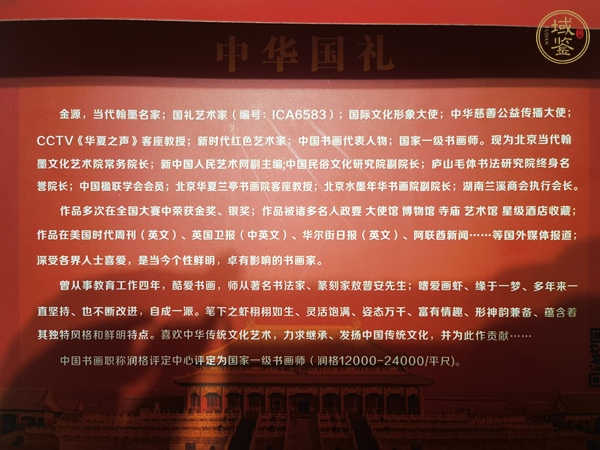 中华国礼
域鉴
金源，当代翰墨名家；国礼艺术家（编号：ICA6583）；国际文化形象大使；中华慈善公益传播大使；
CCTV《华夏之声》客座教授；新时代红色艺术家；中国书画代表人物；国家一级书画师。现为北京当代翰
墨文化艺术院常务院长；新中国人民艺术网副主编;中国民俗文化研究院副院长；庐山毛体书法研究院终身名
誉院长；中国楹联学会会员；北京华夏兰亭书画院客座教授；北京水墨年华书画院副院长；湖南兰溪商会执行会长。
作品多次在全国大赛中荣获金奖、银奖；作品被诸多名人政要 大使馆 博物馆 寺庙 艺术馆 星级酒店收藏；
作品在美国时代周刊（英文）、英国卫报（中英文）、华尔街日报（英文）、阿联酋新闻……等国外媒体报道；
深受各界人士喜爱，是当今个性鲜明，卓有影响的书画家。
曾从事教育工作四年，酷爱书画，师从著名书法家、篆刻家敖普安先生；嗜爱画虾、缘于一梦、多年来一
直坚持、也不断改进，自成一派。笔下之虾栩栩如生、灵活饱满、姿态万千、富有情趣、形神韵兼备、蕴含着
其独特风格和鲜明特点。喜欢中华传统文化艺术，力求继承、发扬中国传统文化，并为此作贡献……
中国书画职称润格评定中心评定为国家一级书画师（润格12000-24000/平尺)。